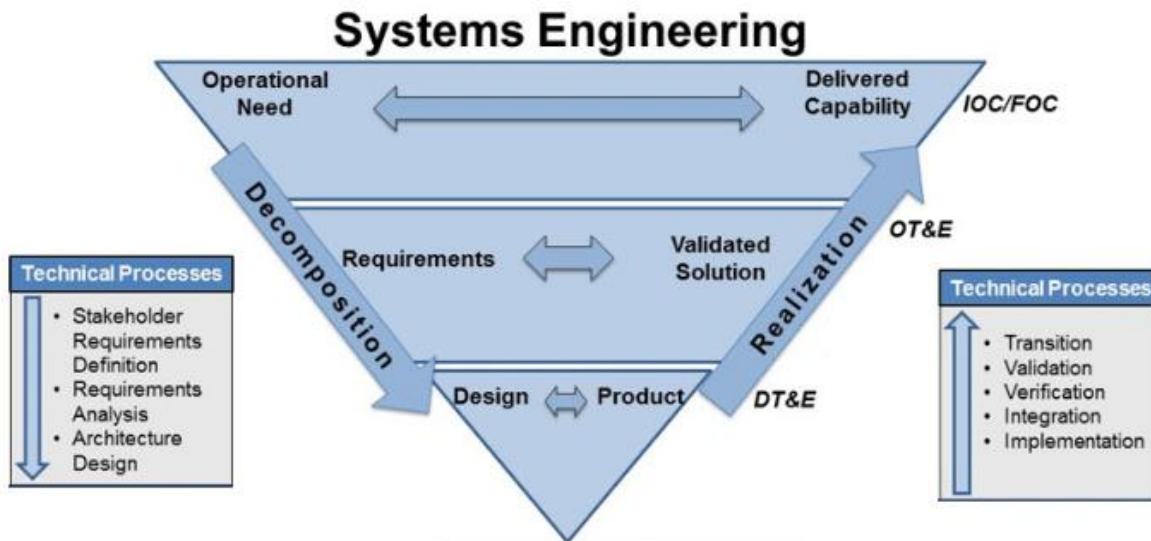 Systems Engineering
Operational
Need
Delivered
Capability
IOC/FOC
Decomposition
Realization
Requirements
Validated
Solution
OT&E
Design
Product
DT&E
Technical Processes
• Stakeholder
Requirements
Definition
• Requirements
Analysis
• Architecture
Design
Technical Processes
• Transition
• Validation
• Verification
• Integration
• Implementation